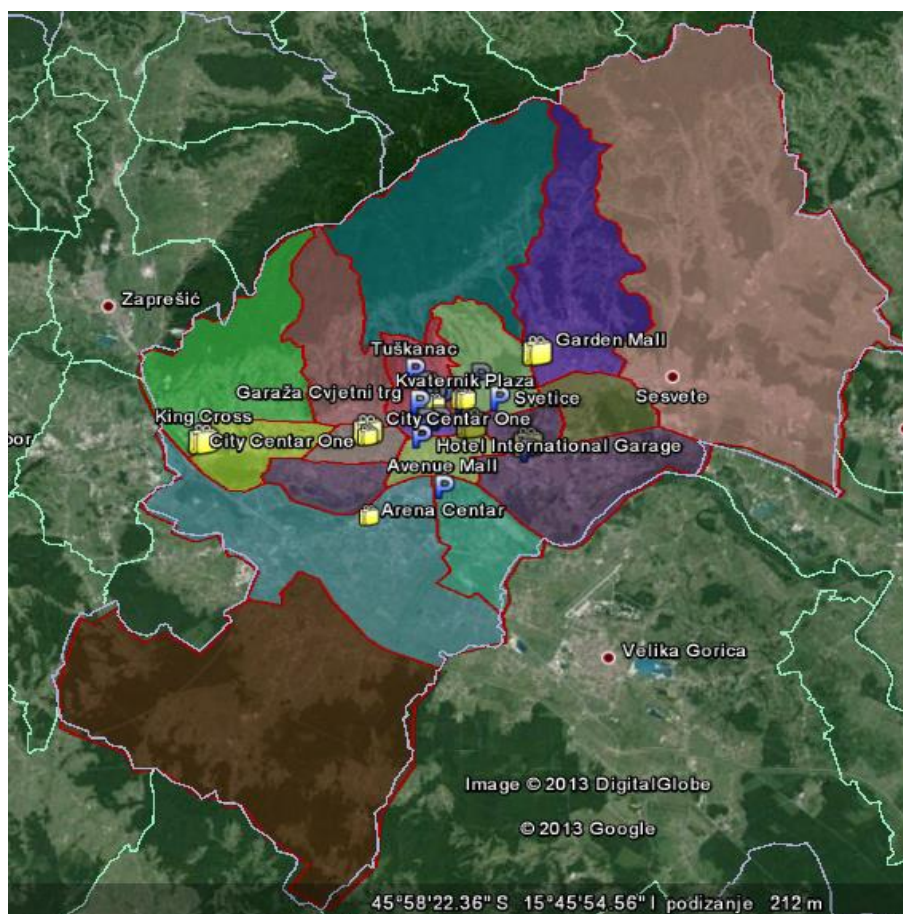 Zaprešić
Garden Mall
Tuškanac
Kvaternik Plaza
Sesvete
Garaža Cvjetni trg
Svetice
King Cross
City Centar One
bor
City Centar One
Hotel International Garage
Avenue Mall
Arena Centar
Velika Gorica
Image © 2013 DigitalGlobe
© 2013 Google
45°58'22.36" S 15°45'54.56" I podizanje 212 m